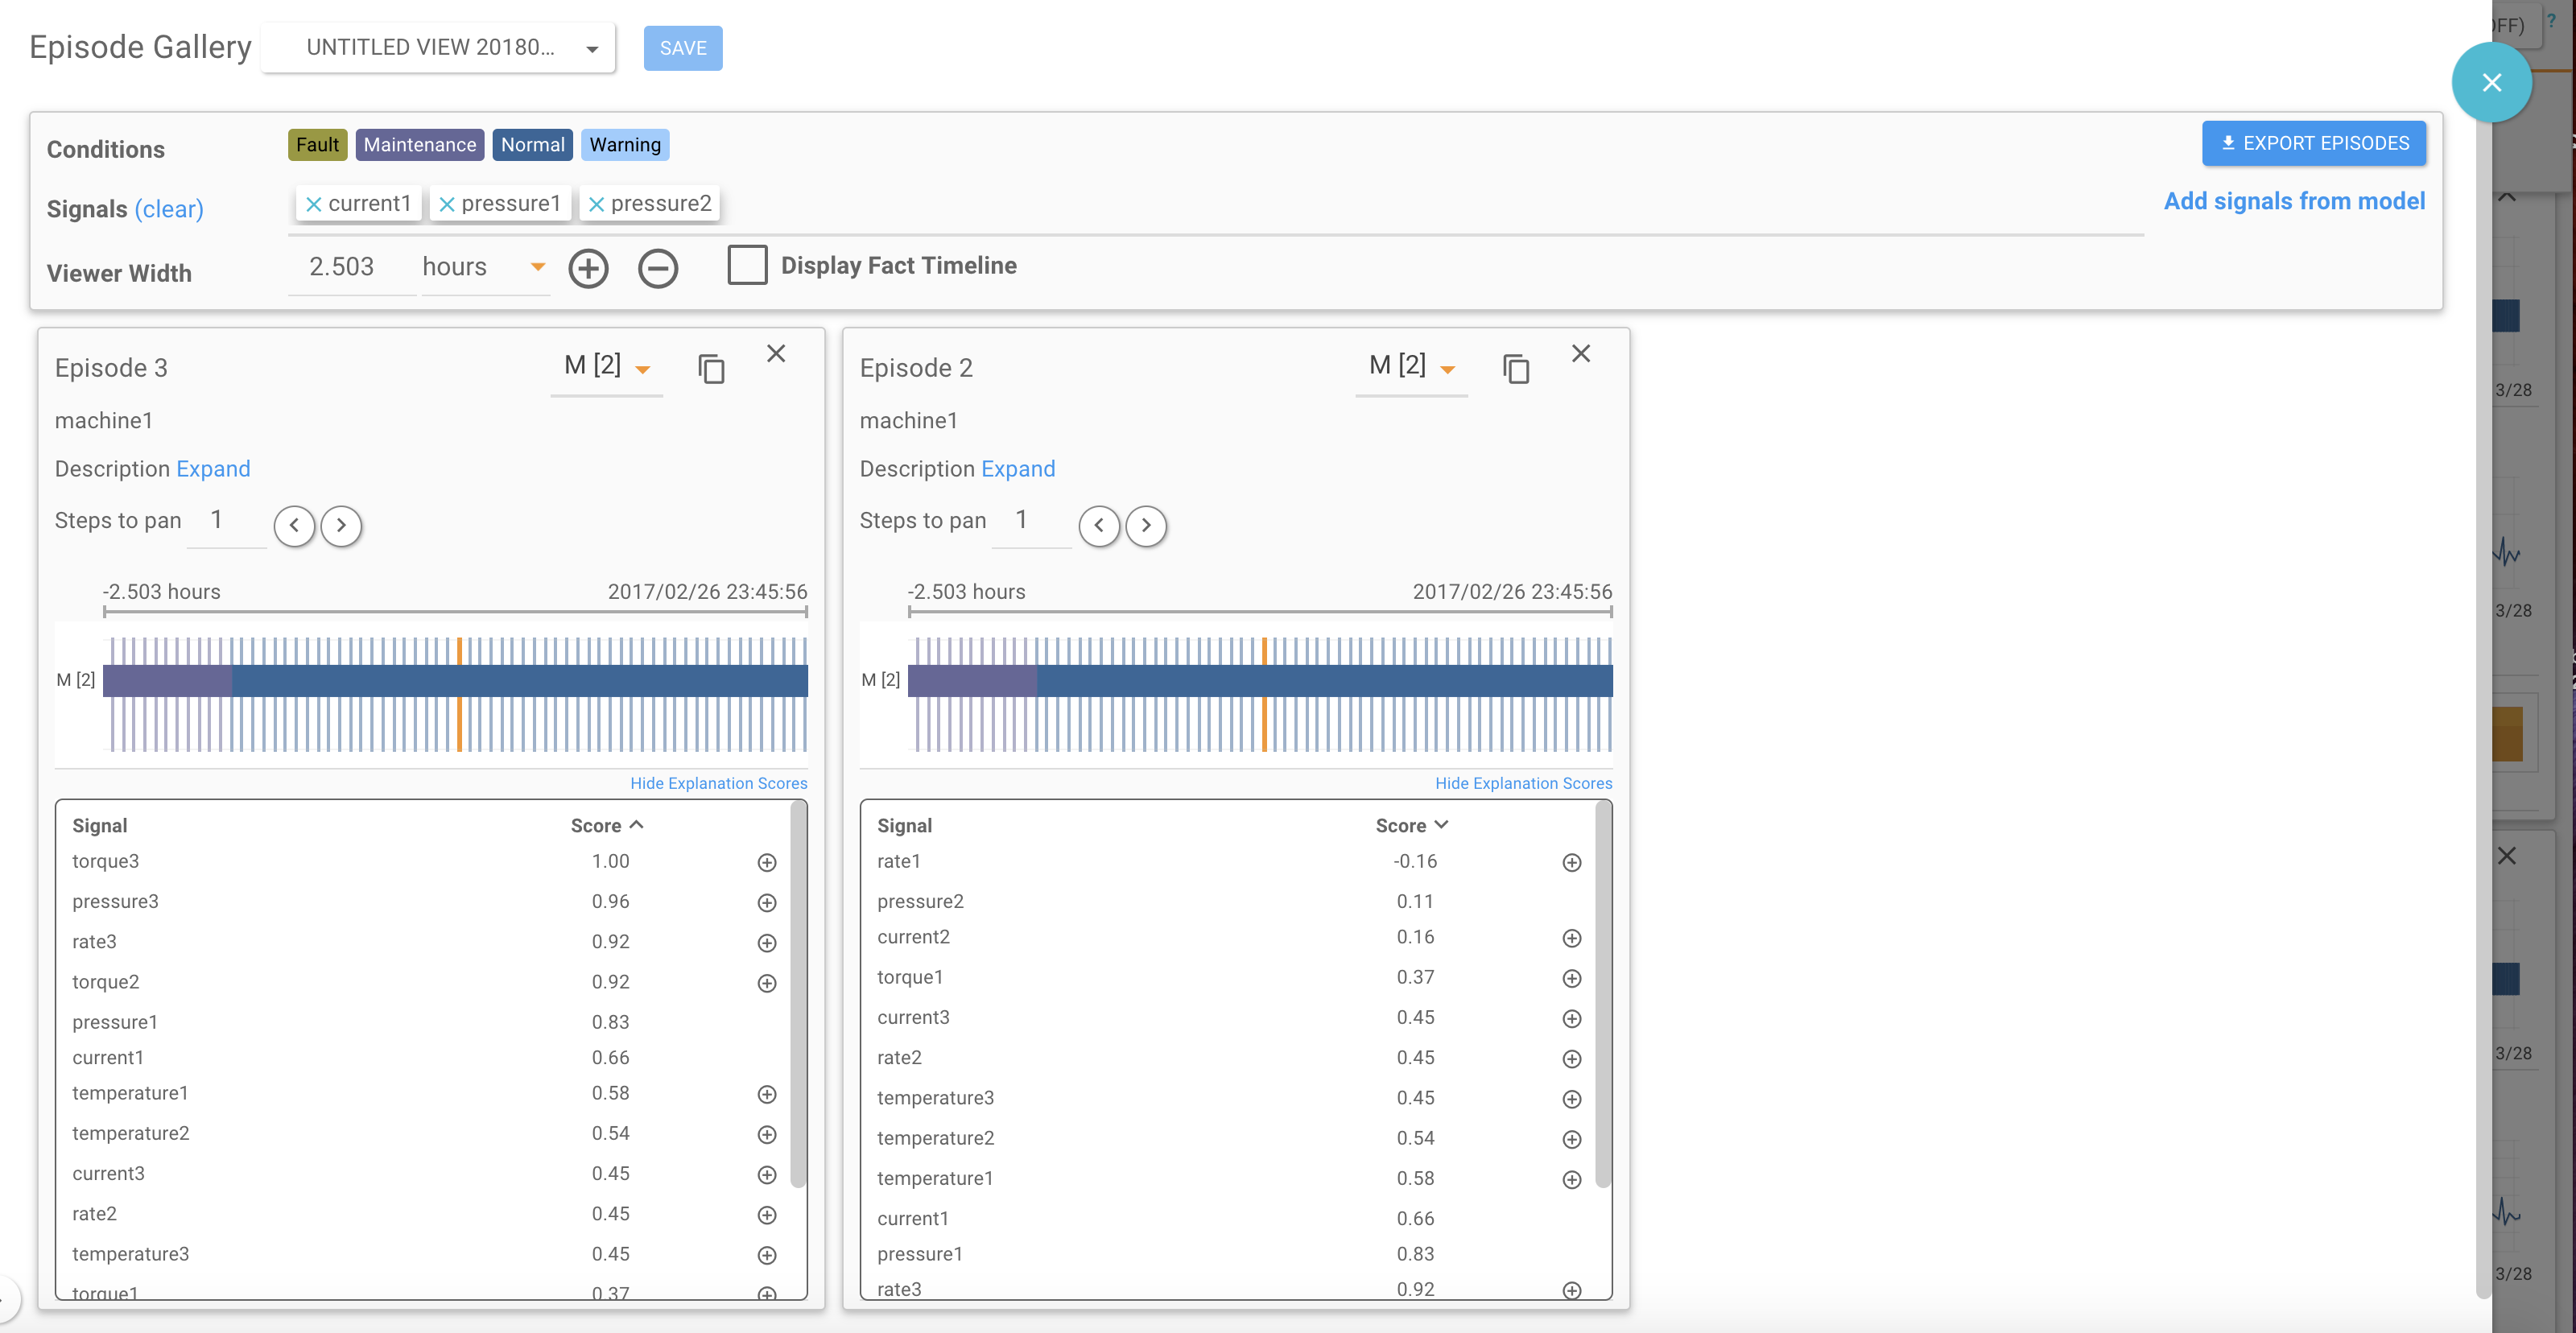 Episode Gallery UNTITLED VIEW 20180... SAVE
FF) ?
Conditions Fault Maintenance Normal Warning EXPORT EPISODES
Signals (clear) current1 pressure1 pressure2 Add signals from model
Viewer Width 2.503 hours Display Fact Timeline
Episode 3 M [2]
machine1
Description Expand
Steps to pan 1
-2.503 hours 2017/02/26 23:45:56
M [2]
Hide Explanation Scores
Signal Score
torque3 1.00
pressure3 0.96
rate3 0.92
torque2 0.92
pressure1 0.83
current1 0.66
temperature1 0.58
temperature2 0.54
current3 0.45
rate2 0.45
temperature3 0.45
torque1 0.37
Episode 2 M [2]
machine1
Description Expand
Steps to pan 1
-2.503 hours 2017/02/26 23:45:56
M [2]
Hide Explanation Scores
Signal Score
rate1 -0.16
pressure2 0.11
current2 0.16
torque1 0.37
current3 0.45
rate2 0.45
temperature3 0.45
temperature2 0.54
temperature1 0.58
current1 0.66
pressure1 0.83
rate3 0.92
3/28
3/28
3/28
3/28